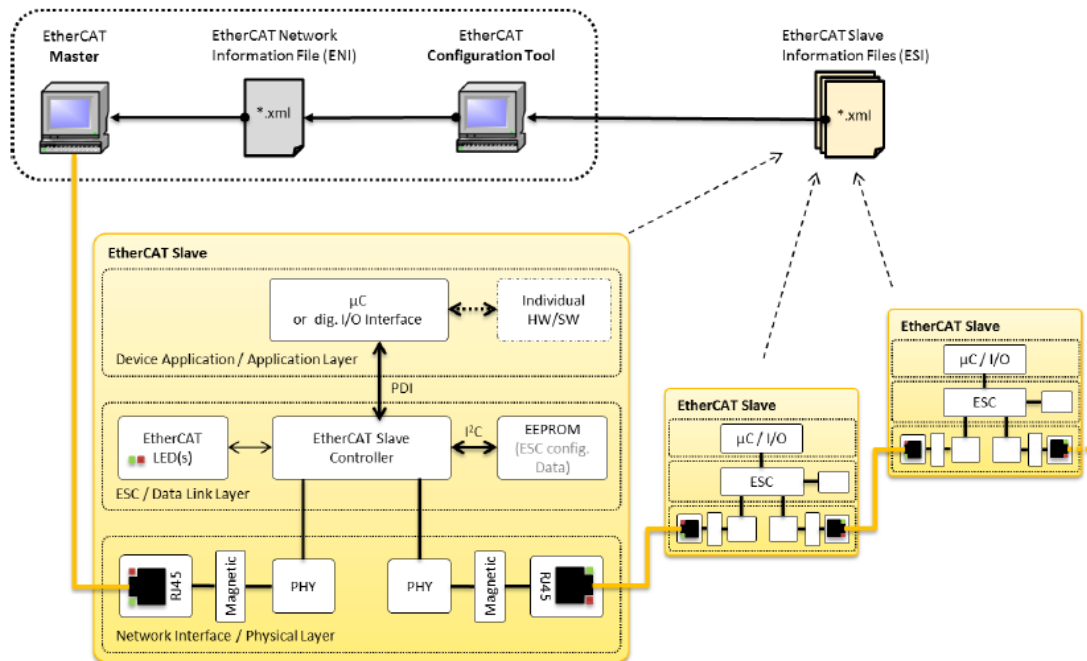 EtherCAT
Master
EtherCAT Network
Information File (ENI)
EtherCAT
Configuration Tool
EtherCAT Slave
Information Files (ESI)
*.xml
*.xml
EtherCAT Slave
µC
or dig. I/O Interface
Individual
HW/SW
Device Application / Application Layer
PDI
EtherCAT
LED(s)
EtherCAT Slave
Controller
I²C
EEPROM
(ESC config.
Data)
ESC / Data Link Layer
RJ45
Magnetic
PHY
PHY
Magnetic
RJ45
Network Interface / Physical Layer
EtherCAT Slave
µC / I/O
ESC
EtherCAT Slave
µC / I/O
ESC